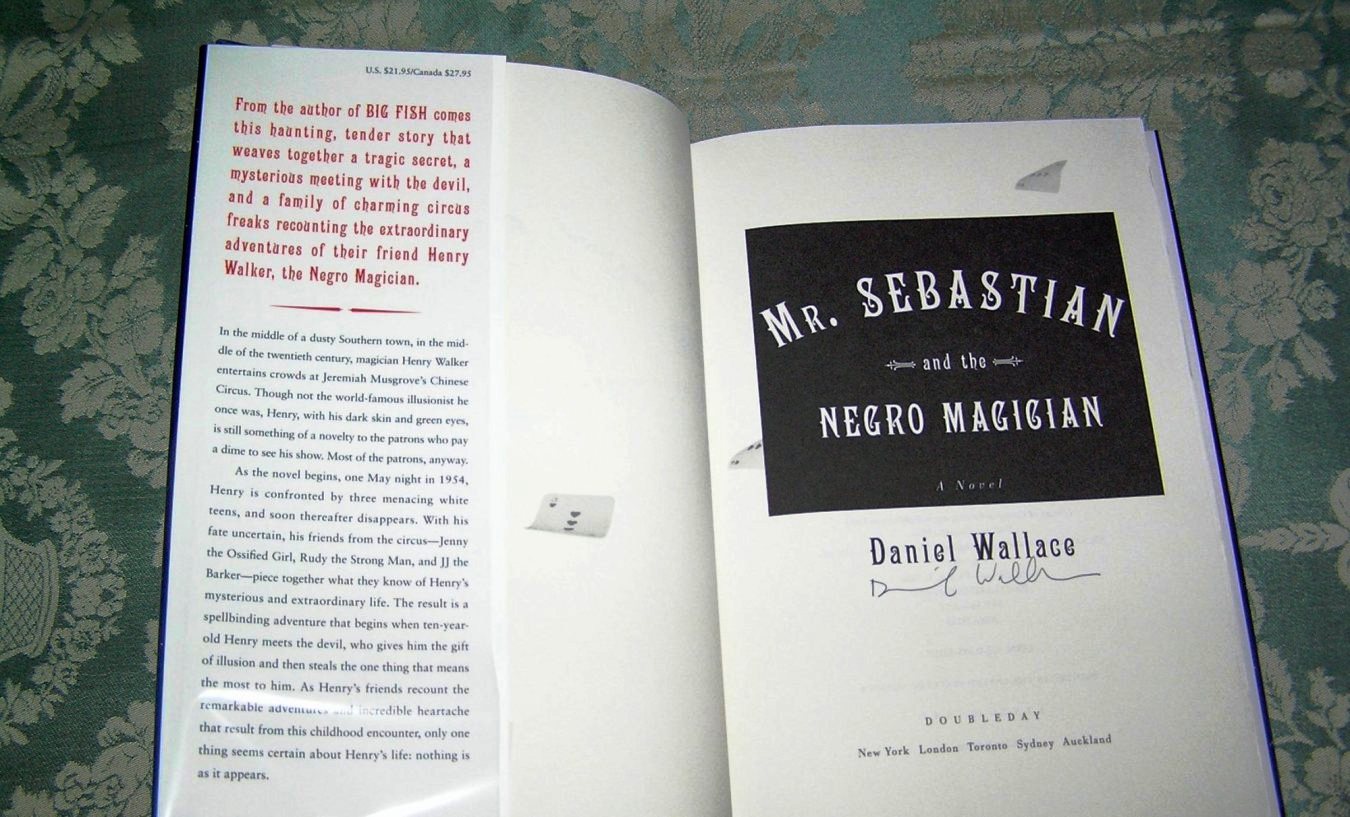 U.S. $21.95/Canada $27.95
From the author of BIG FISH comes
this haunting, tender story that
weaves together a tragic secret, a
mysterious meeting with the devil,
and a family of charming circus
freaks recounting the extraordinary
adventures of their friend Henry
Walker, the Negro Magician.
In the middle of a dusty Southern town, in the mid-
dle of the twentieth century, magician Henry Walker
entertains crowds at Jeremiah Musgrove's Chinese
Circus. Though not the world-famous illusionist he
once was, Henry, with his dark skin and green eyes,
is still something of a novelty to the patrons who pay
a dime to see his show. Most of the patrons, anyway.
As the novel begins, one May night in 1954,
Henry is confronted by three menacing white
teens, and soon thereafter disappears. With his
fate uncertain, his friends from the circus—Jenny
the Ossified Girl, Rudy the Strong Man, and JJ the
Barker—piece together what they know of Henry's
mysterious and extraordinary life. The result is a
spellbinding adventure that begins when ten-year-
old Henry meets the devil, who gives him the gift
of illusion and then steals the one thing that means
the most to him. As Henry's friends recount the
remarkable adventures and incredible heartache
that result from this childhood encounter, only one
thing seems certain about Henry's life: nothing is
as it appears.
MR. SEBASTIAN
and the
NEGRO MAGICIAN
A Novel
Daniel Wallace
DOUBLEDAY
New York London Toronto Sydney Auckland